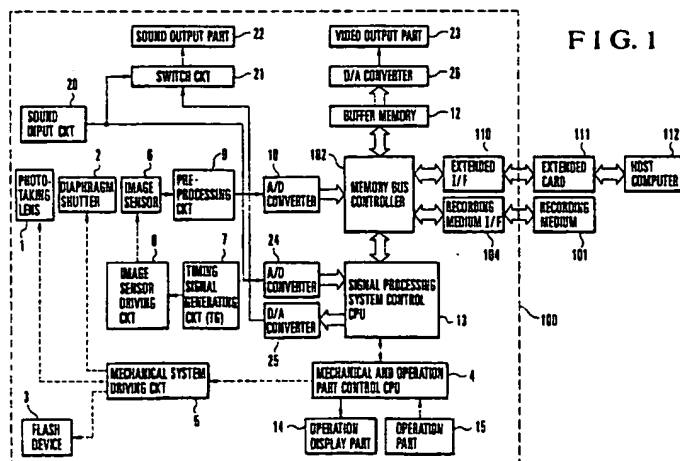 FIG. 1
22
SOUND OUTPUT PART
23
VIDEO OUTPUT PART
21
SWITCH CKT
26
D/A CONVERTER
20
SOUND
INPUT CKT
12
BUFFER MEMORY
2
6
9
10
102
110
111
112
PHOTO-
TAKING
LENS
1
DIAPHRAGM
SHUTTER
IMAGE
SENSOR
PRE-
PROCESSING
CKT
A/D
CONVERTER
MEMORY BUS
CONTROLLER
EXTENDED
I/F
EXTENDED
CARD
HOST
COMPUTER
RECORDING
MEDIUM I/F
104
RECORDING
MEDIUM
101
8
7
24
IMAGE
SENSOR
DRIVING
CKT
TIMING
SIGNAL
GENERATING
CKT (TG)
A/D
CONVERTER
D/A
CONVERTER
25
SIGNAL PROCESSING
SYSTEM CONTROL
CPU
13
100
MECHANICAL SYSTEM
DRIVING CKT
5
MECHANICAL AND OPERATION
PART CONTROL CPU
4
3
FLASH
DEVICE
14
OPERATION
DISPLAY PART
OPERATION
PART
15